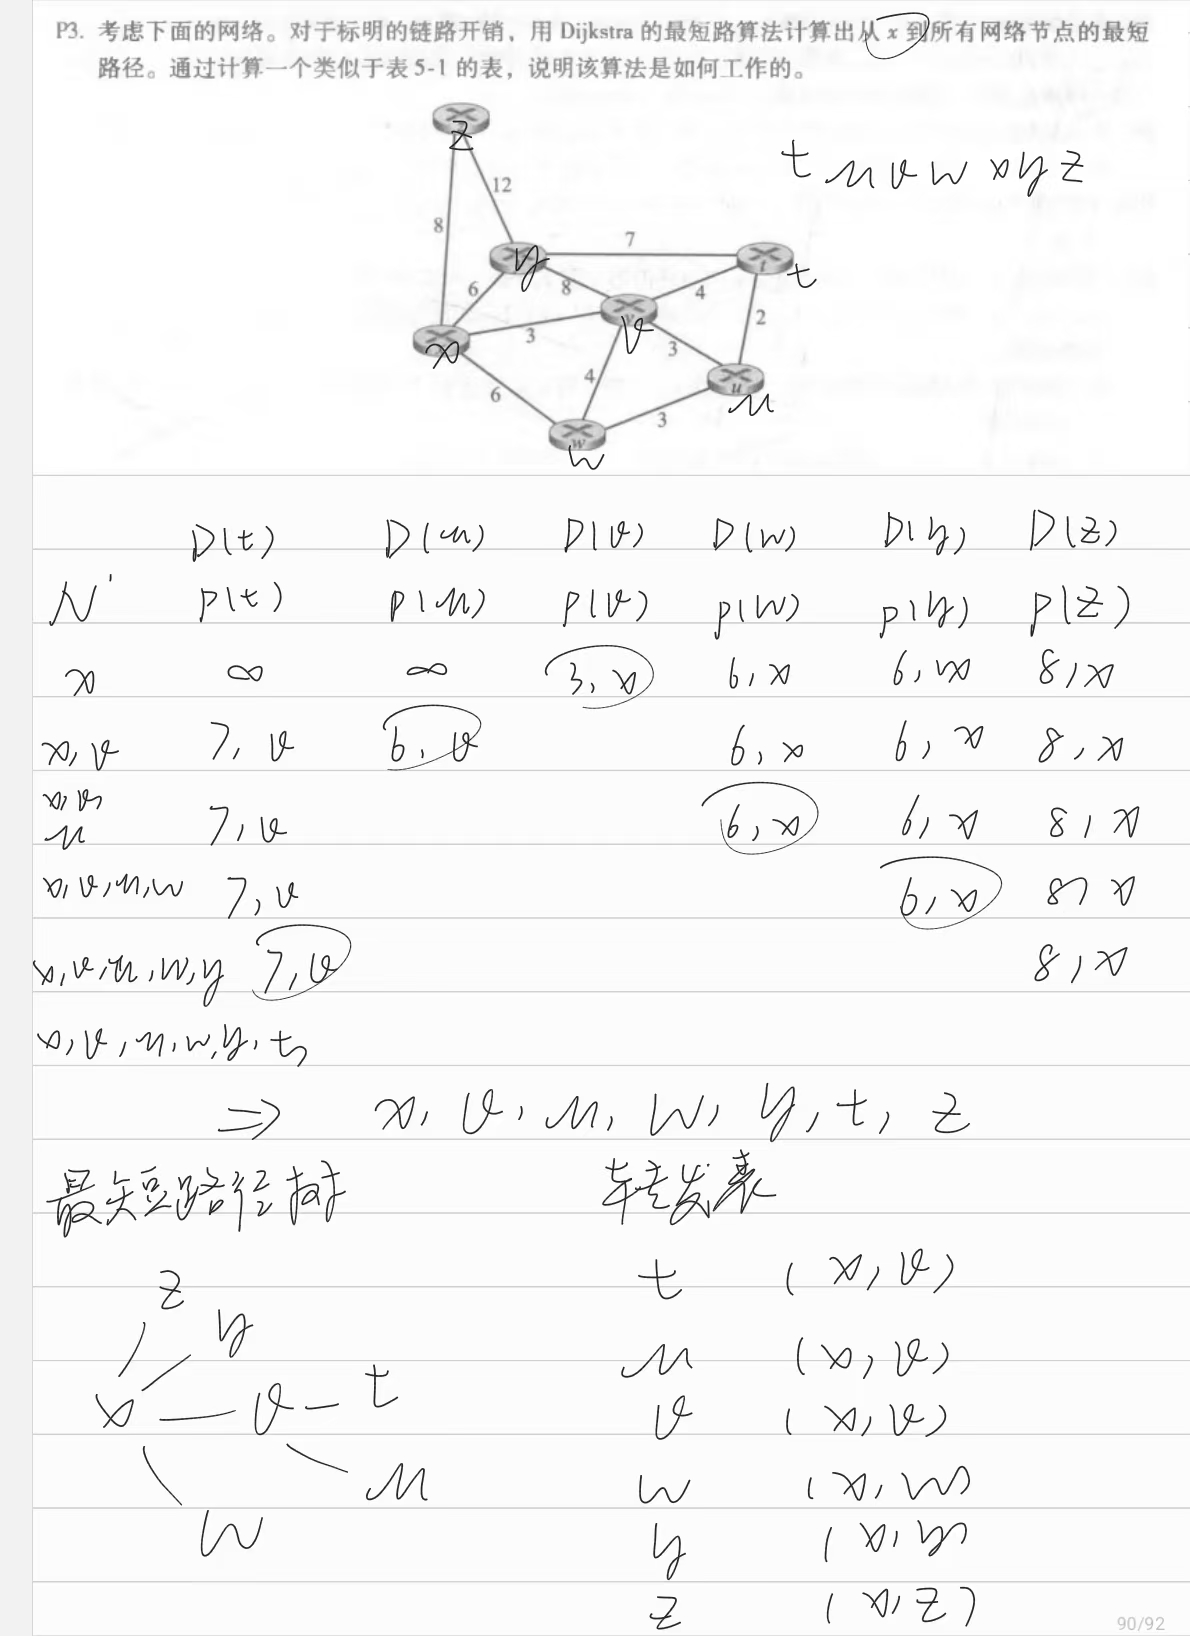 P3. 考虑下面的网络。对于标明的链路开销，用 Dijkstra 的最短路算法计算出从 x 到所有网络节点的最短
路径。通过计算一个类似于表 5-1 的表，说明该算法是如何工作的。
z
t u v w x y z
12
8
y 7 t t
6 8 4
v
3 3 2
x
6 4 u
u
3
w
w
D(t) D(u) D(v) D(w) D(y) D(z)
N' p(t) p(u) p(v) p(w) p(y) p(z)
x ∞ ∞ 3, x 6, x 6, x 8, x
x, v 7, v 6, v 6, x 6, x 8, x
x, v,
u 7, v 6, x 6, x 8, x
x, v, u, w 7, v 6, x 8, x
x, v, u, w, y 7, v 8, x
x, v, u, w, y, t
⇒ x, v, u, w, y, t, z
最短路径树 转发表
z t (x, v)
y
u (x, v)
x v t
v (x, v)
u
w (x, w)
w
y (x, y)
z (x, z)
90/92